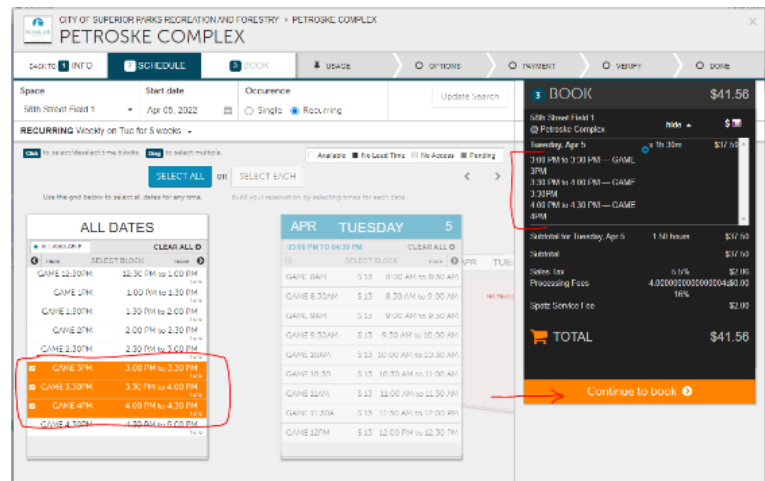 CITY OF SUPERIOR PARKS RECREATION AND FORESTRY • PETROSKE COMPLEX
PETROSKE COMPLEX
BACK TO 1 INFO
2 SCHEDULE
3 BOOK
USAGE
OPTIONS
PAYMENT
VERIFY
DONE
Space
Start date
Occurence
58th Street Field 1
Apr 05, 2022
Single
Recurring
Update Search
RECURRING Weekly on Tue for 5 weeks
Click to select/deselect time blocks. Drag to select multiple.
Available
No Lead Time
No Access
Pending
SELECT ALL
OR
SELECT EACH
Use the grid below to select all dates for any time.
Build your reservation by selecting times for each date.
ALL DATES
ALL AVAILABLE
CLEAR ALL
more SELECT BLOCK more
GAME 12:30PM 12:30 PM to 1:00 PM
GAME 1PM 1:00 PM to 1:30 PM
GAME 1:30PM 1:30 PM to 2:00 PM
GAME 2PM 2:00 PM to 2:30 PM
GAME 2:30PM 2:30 PM to 3:00 PM
GAME 3PM 3:00 PM to 3:30 PM
GAME 3:30PM 3:30 PM to 4:00 PM
GAME 4PM 4:00 PM to 4:30 PM
GAME 4:30PM 4:30 PM to 5:00 PM
APR TUESDAY 5
03:00 PM TO 04:30 PM
CLEAR ALL
SELECT BLOCK more
GAME 8AM $ 13 8:00 AM to 8:30 AM
GAME 8:30AM $ 13 8:30 AM to 9:00 AM
GAME 9AM $ 13 9:00 AM to 9:30 AM
GAME 9:30AM $ 13 9:30 AM to 10:00 AM
GAME 10AM $ 13 10:00 AM to 10:30 AM
GAME 10:30 $ 13 10:30 AM to 11:00 AM
GAME 11AM $ 13 11:00 AM to 11:30 AM
GAME 11:30A $ 13 11:30 AM to 12:00 PM
GAME 12PM $ 13 12:00 PM to 12:30 PM
APR TUE
3 BOOK $41.56
58th Street Field 1
@ Petroske Complex
hide
$
Tuesday, Apr 5 x 1h 30m $37.50
3:00 PM to 3:30 PM — GAME
3PM
3:30 PM to 4:00 PM — GAME
3:30PM
4:00 PM to 4:30 PM — GAME
4PM
Subtotal for Tuesday, Apr 5 1.50 hours $37.50
Subtotal $37.50
Sales Tax 5.5% $2.06
Processing Fees
16%
Service Fee $2.00
TOTAL $41.56
Continue to book